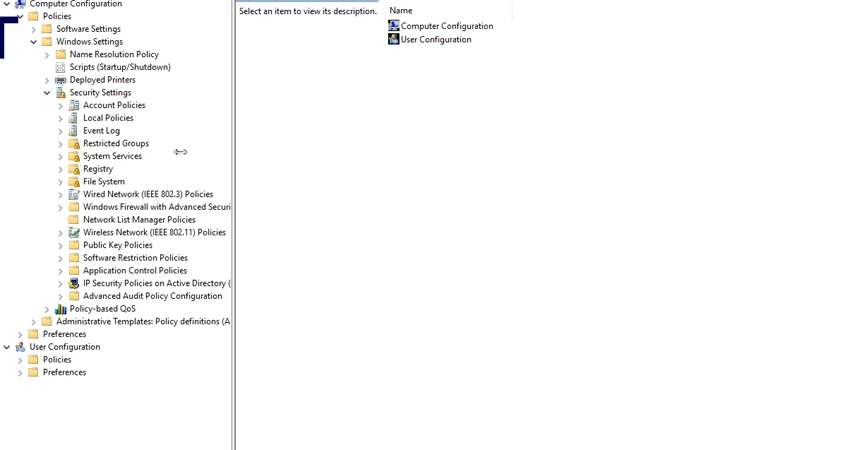 Computer Configuration
Policies
Software Settings
Windows Settings
Name Resolution Policy
Scripts (Startup/Shutdown)
Deployed Printers
Security Settings
Account Policies
Local Policies
Event Log
Restricted Groups
System Services
Registry
File System
Wired Network (IEEE 802.3) Policies
Windows Firewall with Advanced Securi
Network List Manager Policies
Wireless Network (IEEE 802.11) Policies
Public Key Policies
Software Restriction Policies
Application Control Policies
IP Security Policies on Active Directory (
Advanced Audit Policy Configuration
Policy-based QoS
Administrative Templates: Policy definitions (A
Preferences
User Configuration
Policies
Preferences
Select an item to view its description.
Name
Computer Configuration
User Configuration